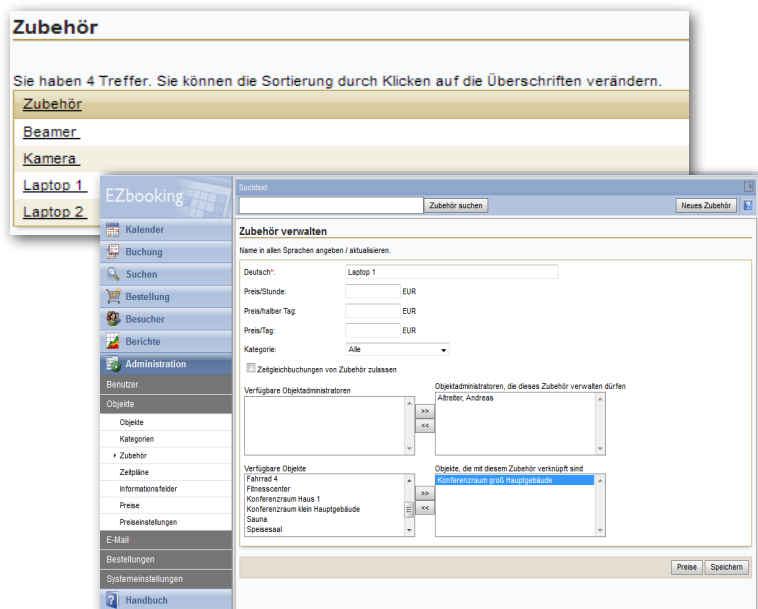 Zubehör
Sie haben 4 Treffer. Sie können die Sortierung durch Klicken auf die Überschriften verändern.
Zubehör
Beamer
Kamera
Laptop 1
Laptop 2
EZbooking
Kalender
Buchung
Suchen
Bestellung
Besucher
Berichte
Administration
Benutzer
Objekte
Objekte
Kategorien
Zubehör
Zeitpläne
Informationsfelder
Preise
Preiseinstellungen
E-Mail
Bestellungen
Systemeinstellungen
Handbuch
Suchtext
Zubehör suchen
Neues Zubehör
Zubehör verwalten
Name in allen Sprachen angeben / aktualisieren.
Deutsch*: Laptop 1
Preis/Stunde: EUR
Preis/halber Tag: EUR
Preis/Tag: EUR
Kategorie: Alle
Zeitgleichbuchungen von Zubehör zulassen
Verfügbare Objektadministratoren
>>
<<
Objektadministratoren, die dieses Zubehör verwalten dürfen
Altreiter, Andreas
Verfügbare Objekte
Fahrrad 4
Fitnesscenter
Konferenzraum Haus 1
Konferenzraum klein Hauptgebäude
Sauna
Speisesaal
>>
<<
Objekte, die mit diesem Zubehör verknüpft sind
Konferenzraum groß Hauptgebäude
Preise
Speichern